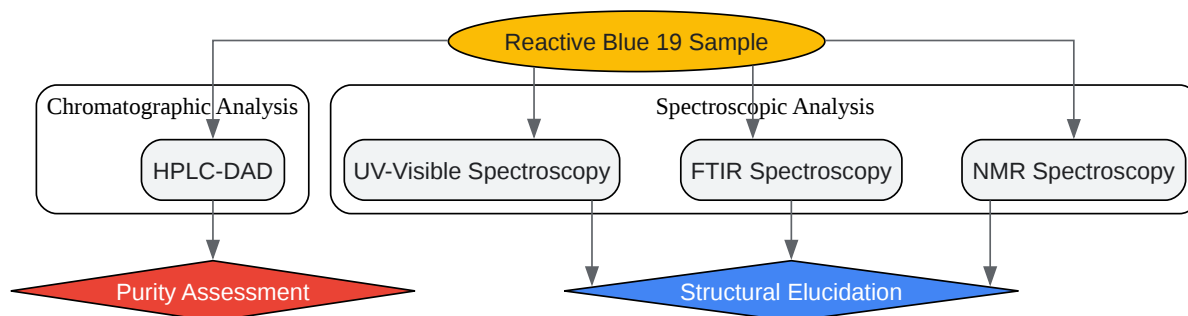 Reactive Blue 19 Sample
Chromatographic Analysis
Spectroscopic Analysis
HPLC-DAD
UV-Visible Spectroscopy
FTIR Spectroscopy
NMR Spectroscopy
Purity Assessment
Structural Elucidation